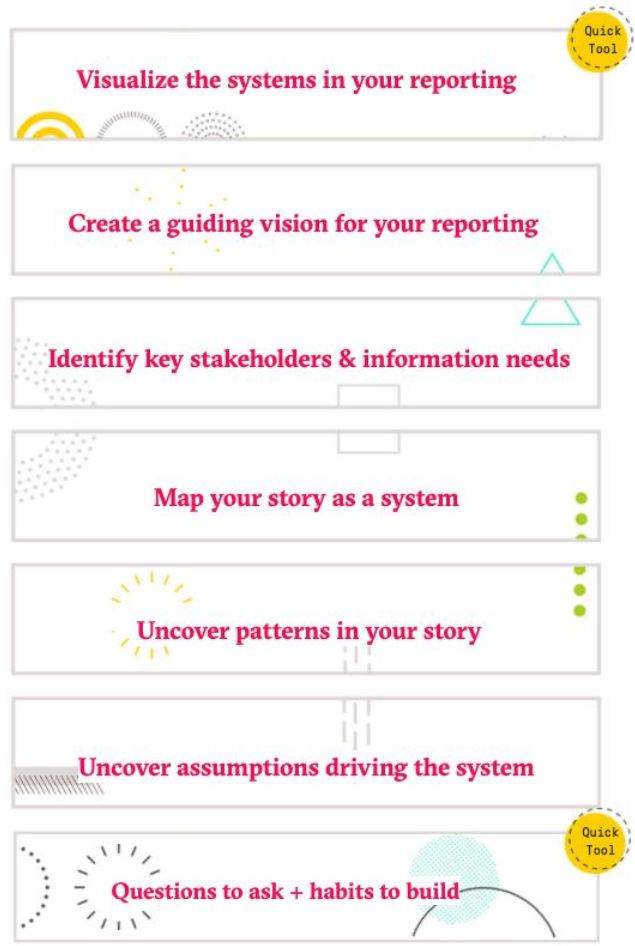 Quick
Tool
Visualize the systems in your reporting
Create a guiding vision for your reporting
Identify key stakeholders & information needs
Map your story as a system
Uncover patterns in your story
Uncover assumptions driving the system
Quick
Tool
Questions to ask + habits to build